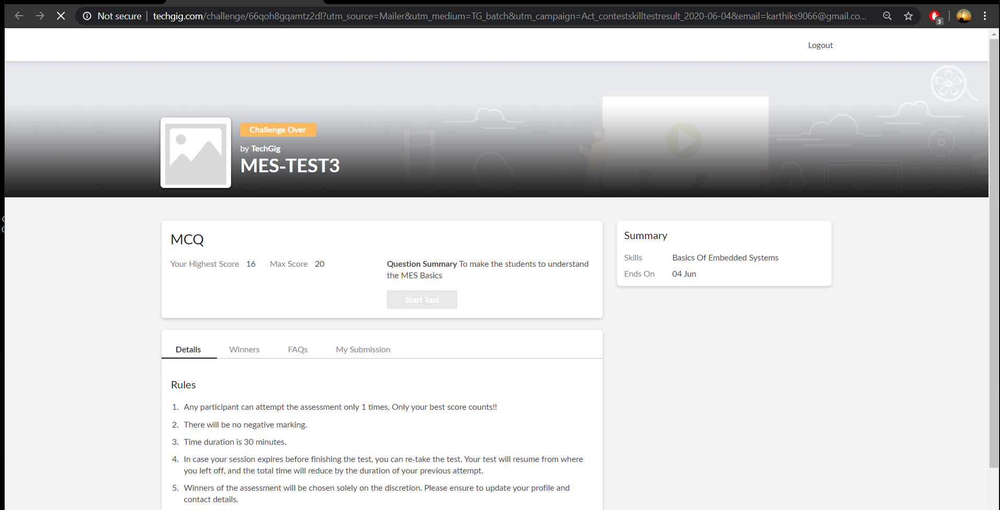 Not secure techgig.com/challenge/66qoh8gqamtz2dl?utm_source=Mailer&utm_medium=TG_batch&utm_campaign=Act_contestskilltestresult_2020-06-04&email=karthiks9066@gmail.co...
3
Logout
Challenge Over
by TechGig
MES-TEST3
MCQ
Your Highest Score 16 Max Score 20
Question Summary To make the students to understand
the MES Basics
Start Test
Summary
Skills Basics Of Embedded Systems
Ends On 04 Jun
Details Winners FAQs My Submission
Rules
1. Any participant can attempt the assessment only 1 times, Only your best score counts!!
2. There will be no negative marking.
3. Time duration is 30 minutes.
4. In case your session expires before finishing the test, you can re-take the test. Your test will resume from where
you left off, and the total time will reduce by the duration of your previous attempt.
5. Winners of the assessment will be chosen solely on the discretion. Please ensure to update your profile and
contact details.